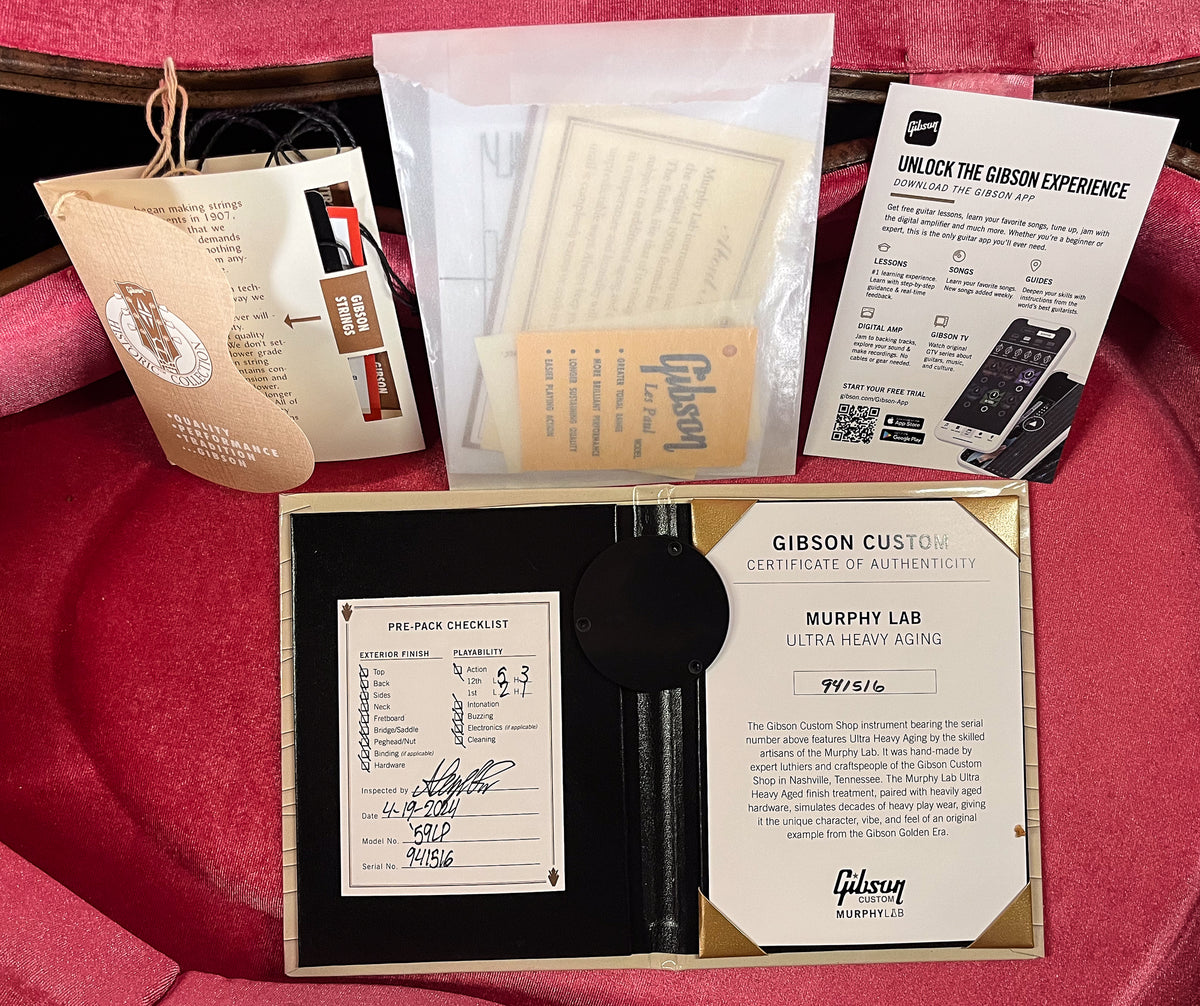 began making strings
ents in 1907.
that we
demands
nothing
m any-
tech-
way we
ever will -
quality
We don't set-
lower grade
string
ntains con-
nsion and
lower.
All of
GIBSON
STRINGS
GIBSON
HISTORIC COLLECTION
•QUALITY
•PERFORMANCE
•TRADITION
...GIBSON
Gibson
Les Paul
MODEL
• GREATER TONAL RANGE
• MORE BRILLIANT PERFORMANCE
• LONGER SUSTAINING QUALITY
• EASIER PLAYING ACTION
Gibson
UNLOCK THE GIBSON EXPERIENCE
DOWNLOAD THE GIBSON APP
Get free guitar lessons, learn your favorite songs, tune up, jam with
the digital amplifier and much more. Whether you're a beginner or
expert, this is the only guitar app you'll ever need.
LESSONS
#1 learning experience.
Learn with step-by-step
guidance & real-time
feedback.
SONGS
Learn your favorite songs.
New songs added weekly.
GUIDES
Deepen your skills with
instructions from the
world's best guitarists.
DIGITAL AMP
Jam to backing tracks,
explore your sound &
make recordings. No
cables or gear needed.
GIBSON TV
Watch original
GTV series about
guitars, music,
and culture.
START YOUR FREE TRIAL
gibson.com/Gibson-App
App Store
Google Play
PRE-PACK CHECKLIST
EXTERIOR FINISH
Top
Back
Sides
Neck
Fretboard
Bridge/Saddle
Peghead/Nut
Binding (if applicable)
Hardware
PLAYABILITY
Action
12th L 5 H 3
1st L 2 H 1
Intonation
Buzzing
Electronics (if applicable)
Cleaning
Inspected by
Date 4-19-2024
Model No. '59LP
Serial No. 941516
GIBSON CUSTOM
CERTIFICATE OF AUTHENTICITY
MURPHY LAB
ULTRA HEAVY AGING
941516
The Gibson Custom Shop instrument bearing the serial
number above features Ultra Heavy Aging by the skilled
artisans of the Murphy Lab. It was hand-made by
expert luthiers and craftspeople of the Gibson Custom
Shop in Nashville, Tennessee. The Murphy Lab Ultra
Heavy Aged finish treatment, paired with heavily aged
hardware, simulates decades of heavy play wear, giving
it the unique character, vibe, and feel of an original
example from the Gibson Golden Era.
Gibson
CUSTOM
MURPHY LAB